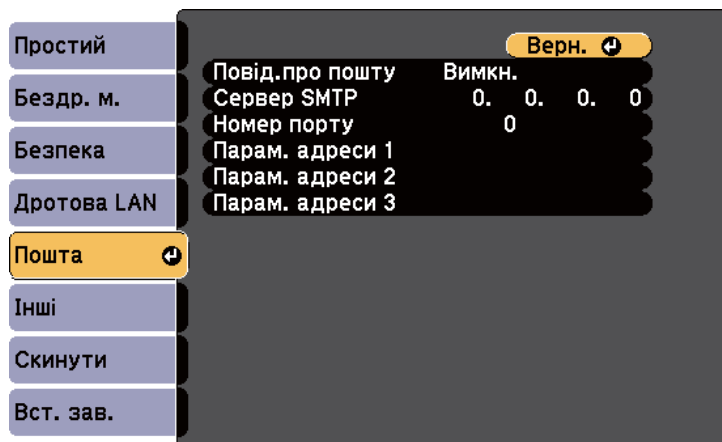 Простий
Бездр. м.
Безпека
Дротова LAN
Пошта
Інші
Скинути
Вст. зав.
Верн.
Повід.про пошту Вимкн.
Сервер SMTP 0. 0. 0. 0
Номер порту 0
Парам. адреси 1
Парам. адреси 2
Парам. адреси 3